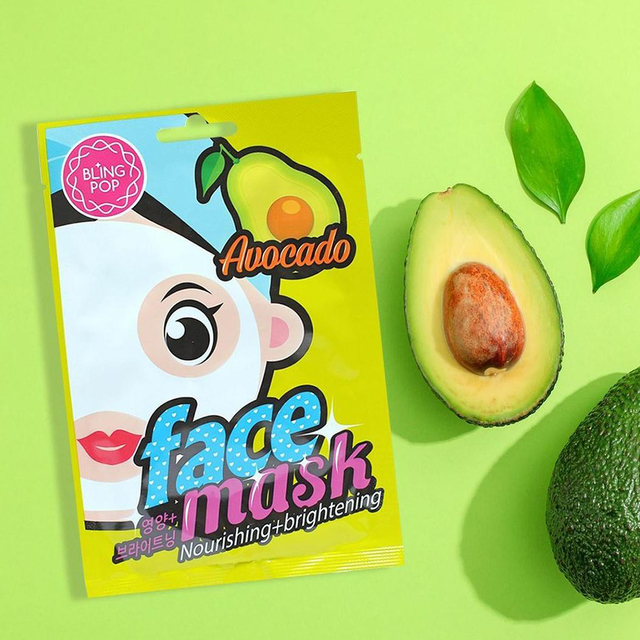 BLING
POP
Avocado
face
mask
영양+
브라이트닝
Nourishing+brightening